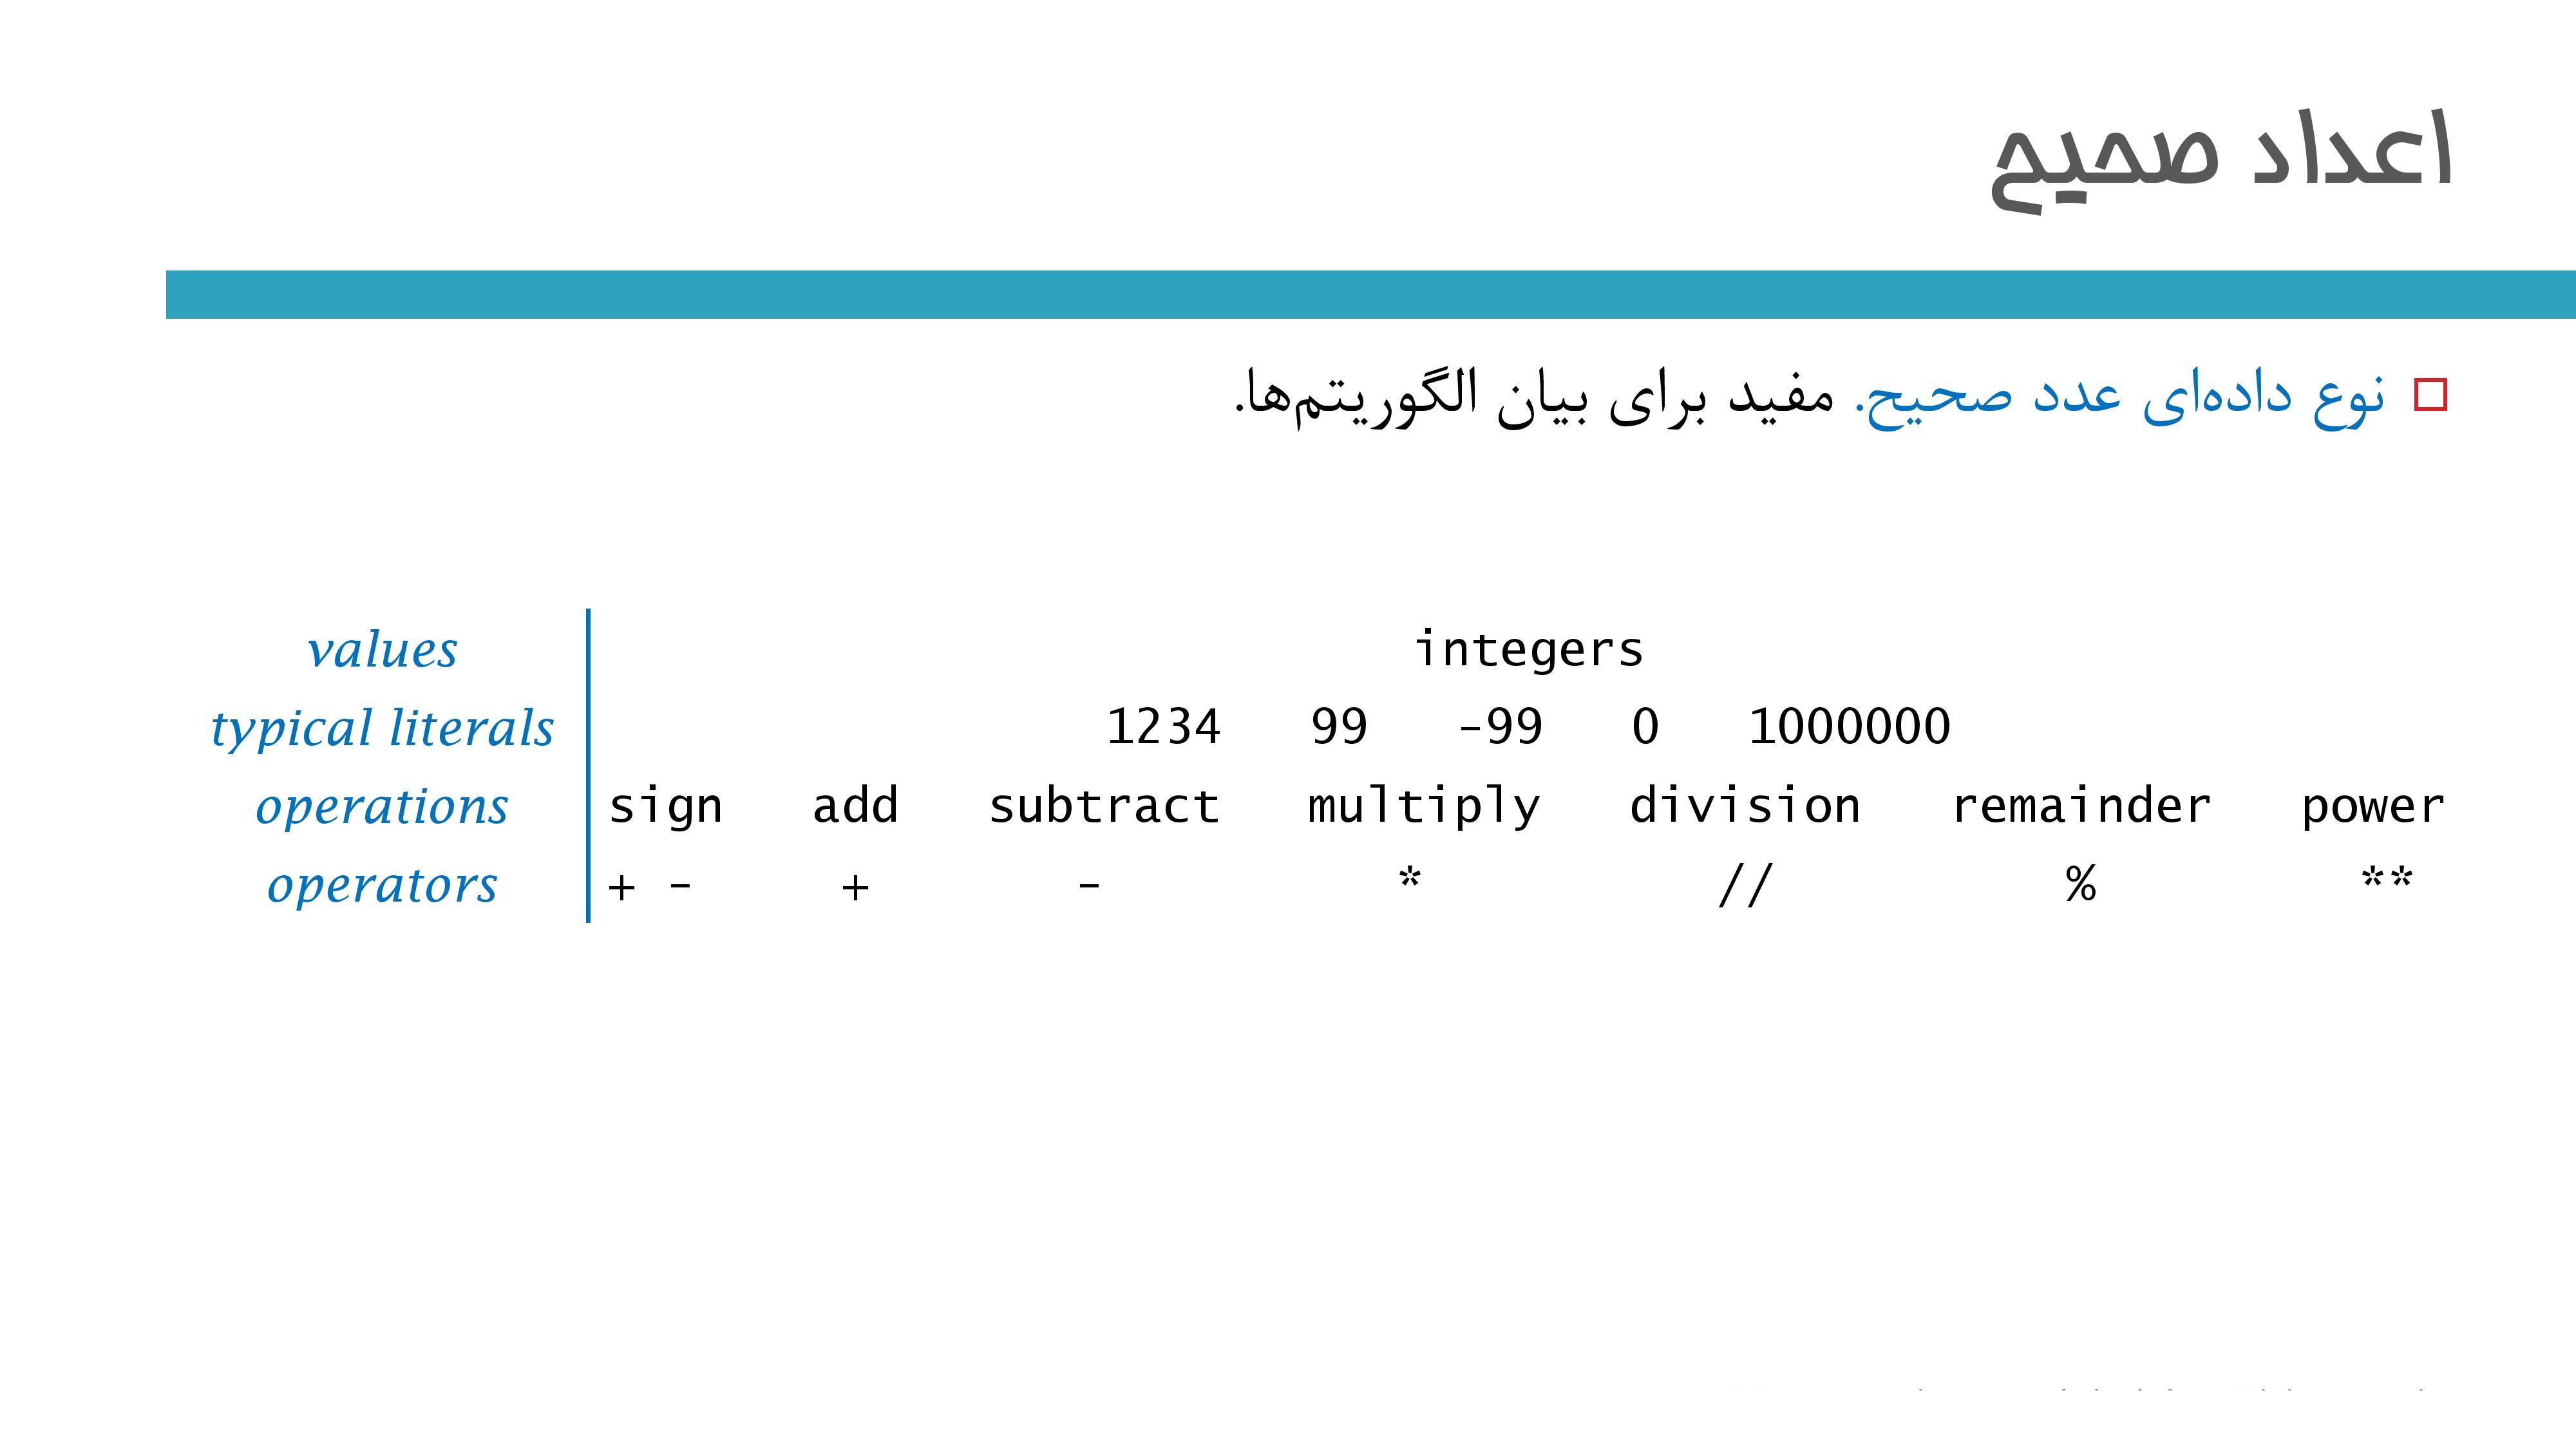 اعداد صحیح
نوع داده‌ای عدد صحیح. مفید برای بیان الگوریتم‌ها.
values integers
typical literals 1234 99 -99 0 1000000
operations sign add subtract multiply division remainder power
operators + - + - * // % **